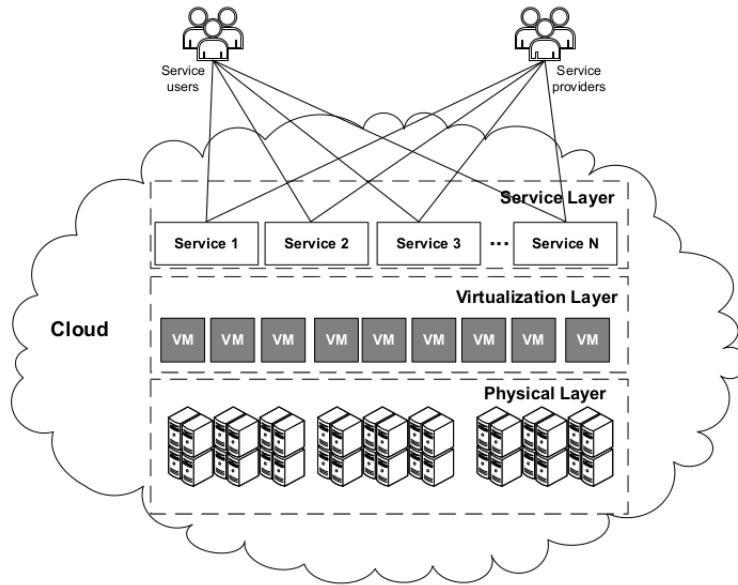 Service
users
Service
providers
Service Layer
Service 1
Service 2
Service 3
...
Service N
Cloud
Virtualization Layer
VM
VM
VM
VM
VM
VM
VM
VM
VM
Physical Layer